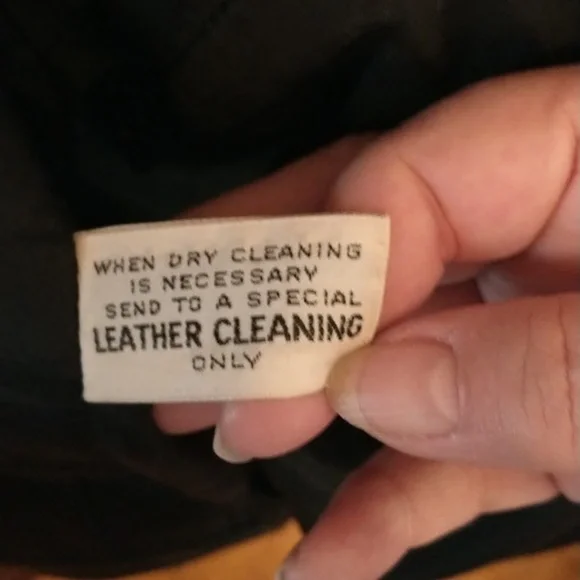 WHEN DRY CLEANING
IS NECESSARY
SEND TO A SPECIAL
LEATHER CLEANING
ONLY